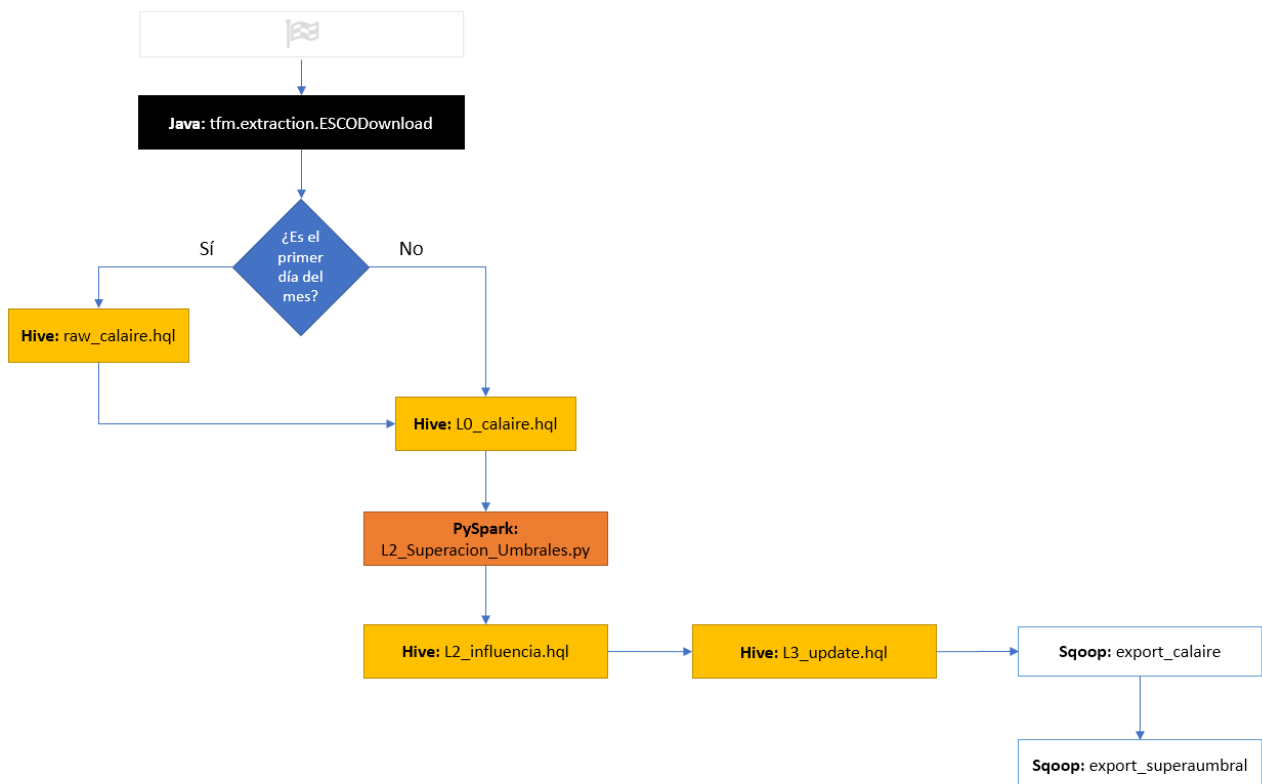 Java: tfm.extraction.ESCODownload
¿Es el
primer
día del
mes?
Sí
No
Hive: raw_calaire.hql
Hive: L0_calaire.hql
PySpark:
L2_Superacion_Umbrales.py
Hive: L2_influencia.hql
Hive: L3_update.hql
Sqoop: export_calaire
Sqoop: export_superaumbral